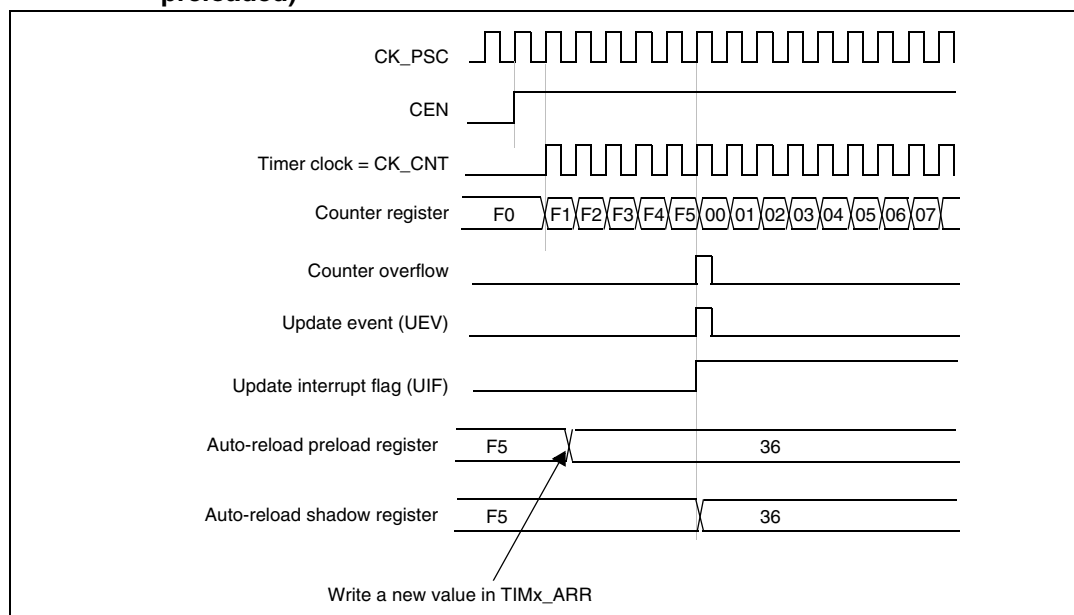 preloaded)
CK_PSC
CEN
Timer clock = CK_CNT
Counter register F0 F1 F2 F3 F4 F5 00 01 02 03 04 05 06 07
Counter overflow
Update event (UEV)
Update interrupt flag (UIF)
Auto-reload preload register F5 36
Auto-reload shadow register F5 36
Write a new value in TIMx_ARR